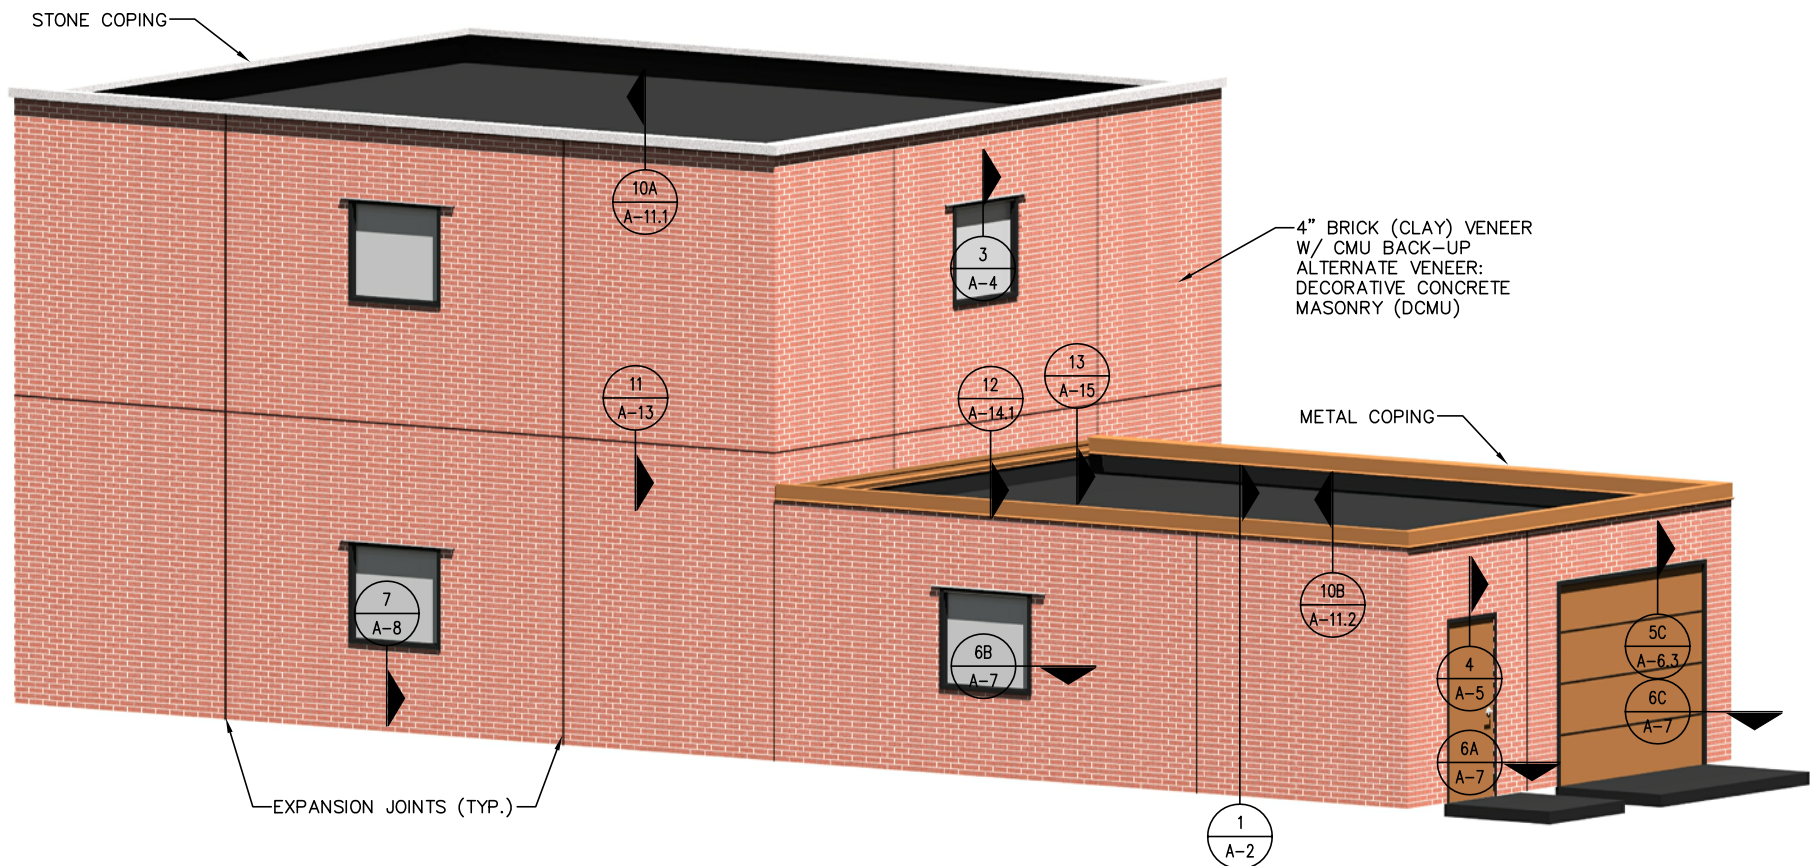 STONE COPING
10A
A-11.1
3
A-4
4" BRICK (CLAY) VENEER
W/ CMU BACK-UP
ALTERNATE VENEER:
DECORATIVE CONCRETE
MASONRY (DCMU)
11
A-13
12
A-14.1
13
A-15
METAL COPING
7
A-8
6B
A-7
10B
A-11.2
4
A-5
5C
A-6.3
6C
A-7
6A
A-7
EXPANSION JOINTS (TYP.)
1
A-2